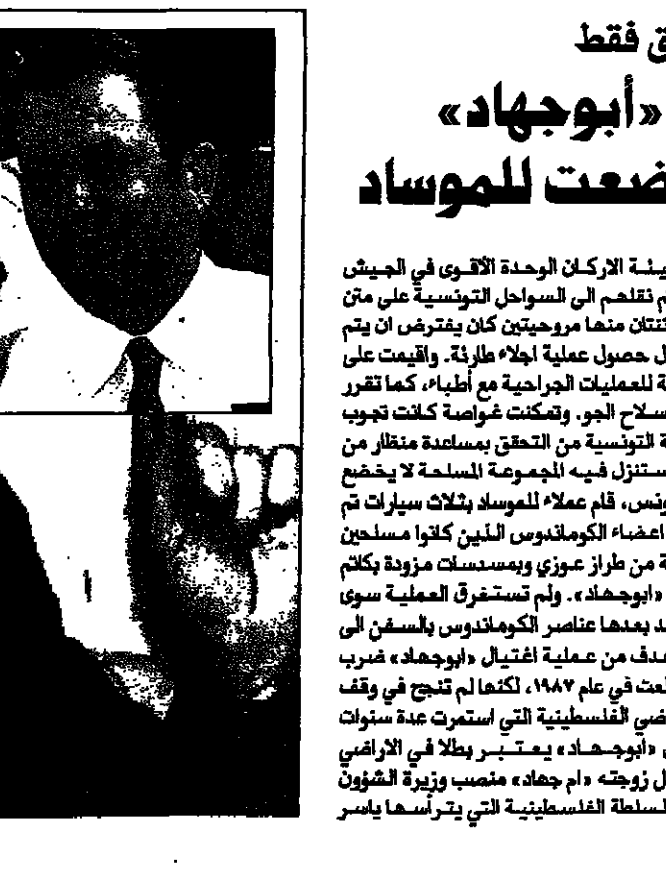 ق فقط
«أبوجهاد»
ضعت للموساد
يئة الاركان الوحدة الأقوى في الجيش
م نقلهم الى السواحل التونسية على متن
ثنتان منها مروحيتين كان يفترض ان يتم
ل حصول عملية اجلاء طارئة. واقيمت على
ة للعمليات الجراحية مع أطباء، كما تقرر
سلاح الجو. وتمكنت غواصة كانت تجوب
ة التونسية من التحقق بمساعدة منظار من
ستنزل فيه المجموعة المسلحة لا يخضع
ونس، قام عملاء للموساد بثلاث سيارات تم
اعضاء الكوماندوس الذين كانوا مسلحين
ة من طراز عوزي وبمسدسات مزودة بكاتم
«ابوجهاد». ولم تستغرق العملية سوى
د بعدها عناصر الكوماندوس بالسفن الى
هدف من عملية اغتيال «ابوجهاد» ضرب
لعت في عام ١٩٨٧، لكنها لم تنجح في وقف
ضي الفلسطينية التي استمرت عدة سنوات
ن «ابوجهاد» يعتبر بطلا في الاراضي
ل زوجته «ام جهاد» منصب وزيرة الشؤون
لسلطة الفلسطينية التي يترأسها ياسر